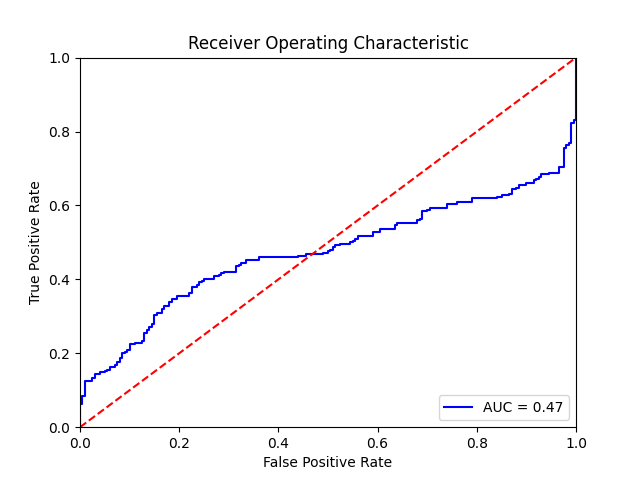 Receiver Operating Characteristic
1.0
0.8
0.6
0.4
0.2
0.0
True Positive Rate
AUC = 0.47
0.0 0.2 0.4 0.6 0.8 1.0
False Positive Rate